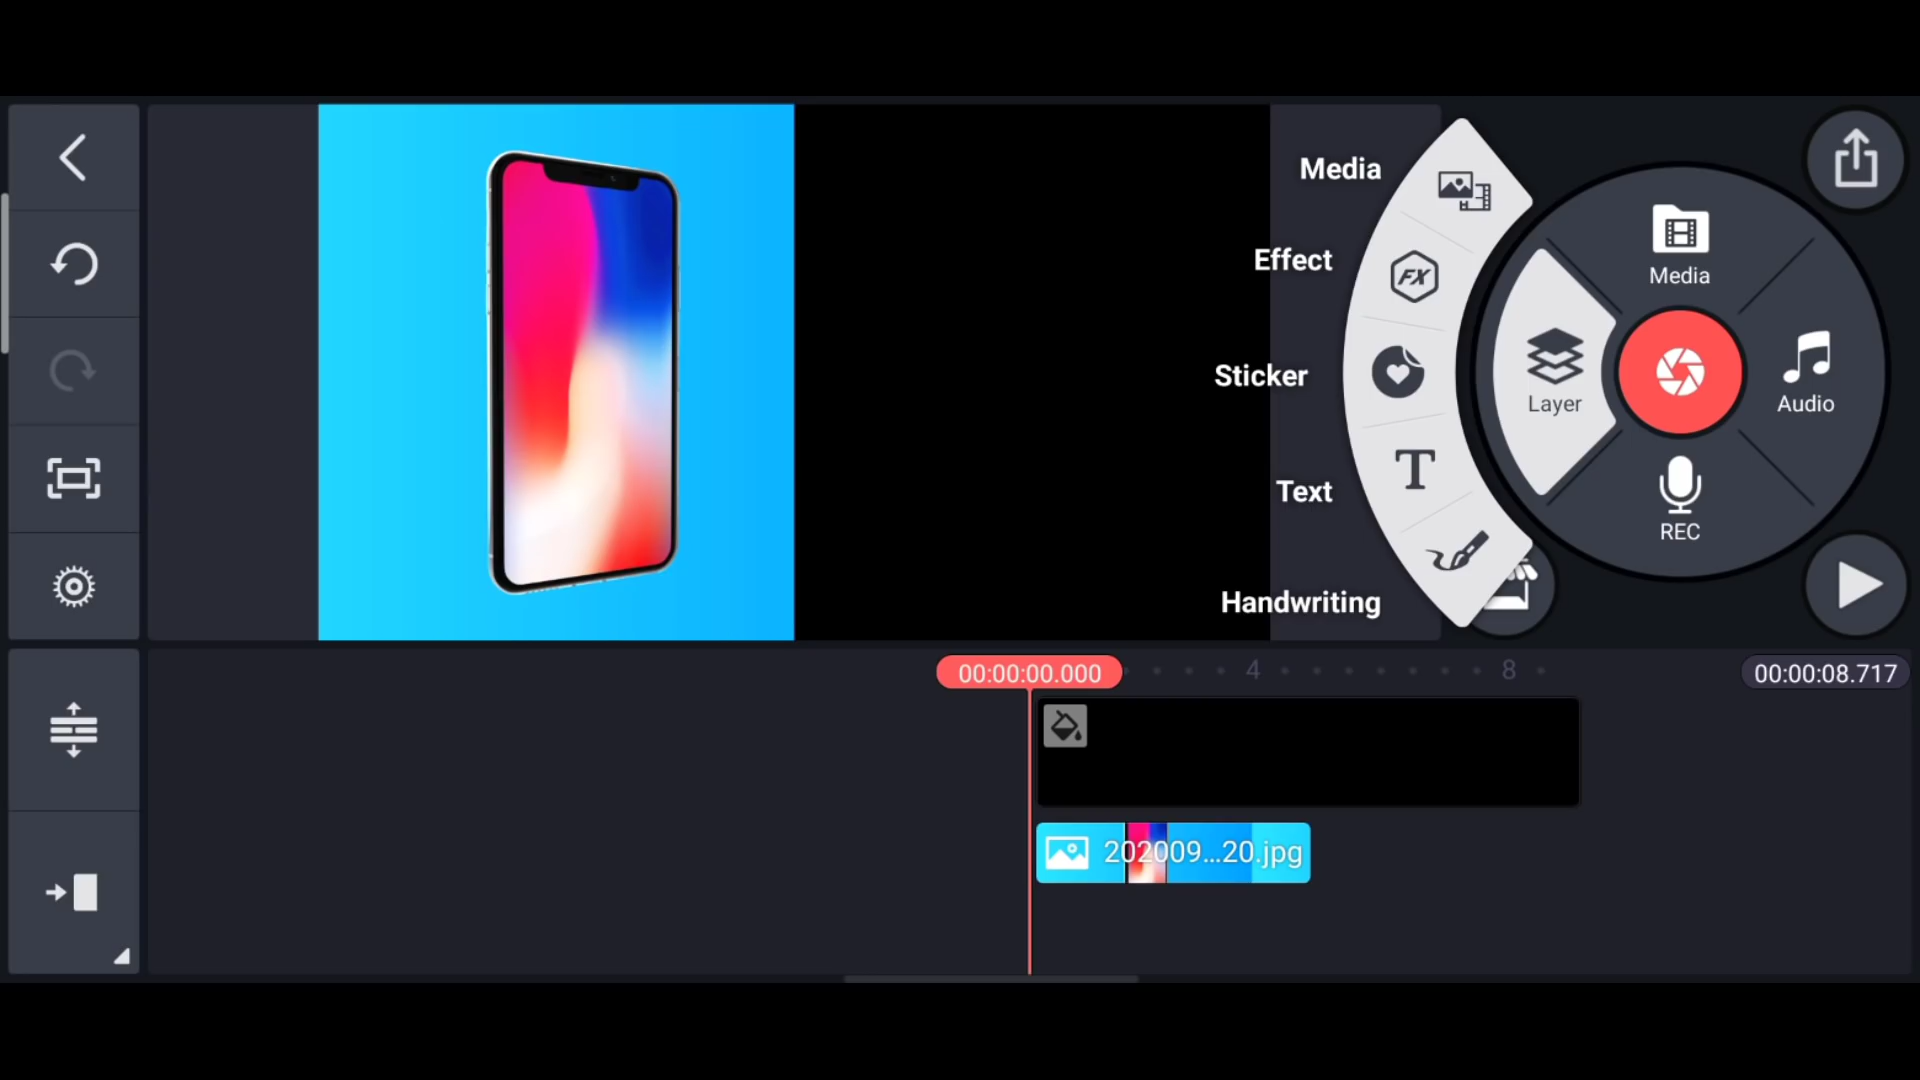 Media
Effect
Sticker
Text
Handwriting
FX
T
Media
Layer
Audio
REC
00:00:00.000
4
8
00:00:08.717
202009...20.jpg